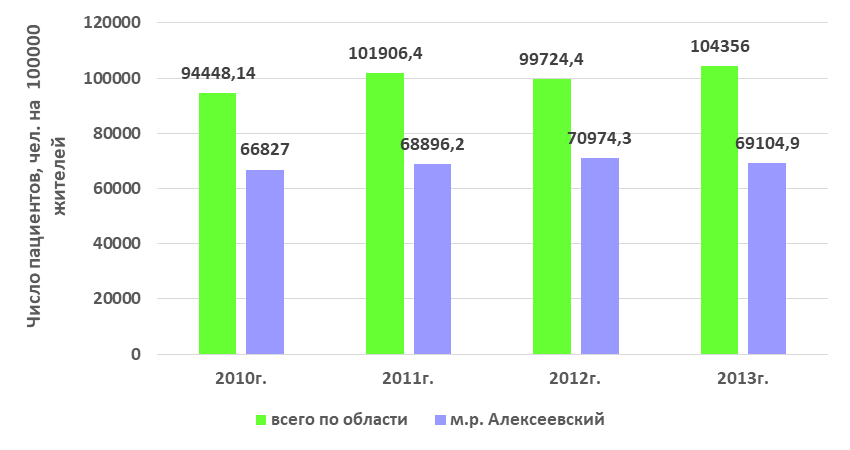 Число пациентов, чел. на 100000
жителей
120000
100000
80000
60000
40000
20000
0
94448,14
66827
101906,4
68896,2
99724,4
70974,3
104356
69104,9
2010г.
2011г.
2012г.
2013г.
всего по области
м.р. Алексеевский